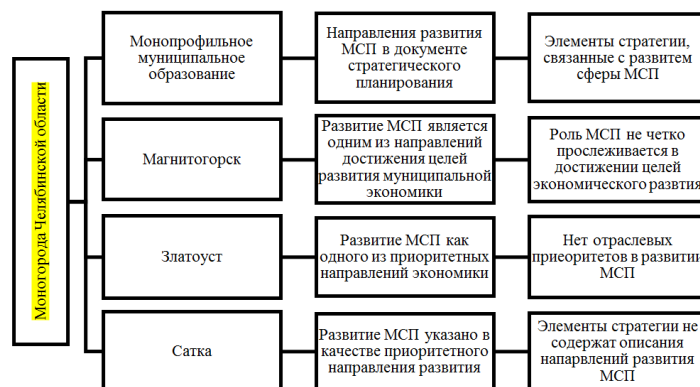 Моногорода Челябинской области
Монопрофильное
муниципальное
образование
Направления развития
МСП в документе
стратегического
планирования
Элементы стратегии,
связанные с развитем
сферы МСП
Магнитогорск
Развитие МСП является
одним из направлений
достижения целей
развития муниципальной
экономики
Роль МСП не четко
прослеживается в
достижении целей
экономического разvтия
Златоуст
Развитие МСП как
одного из приоритетных
направлений экономики
Нет отраслевых
приеоритетов в развитии
МСП
Сатка
Развитие МСП указано в
качестве приоритетного
направления развития
Элементы стратегии не
содержат описания
напарвлений развития
МСП